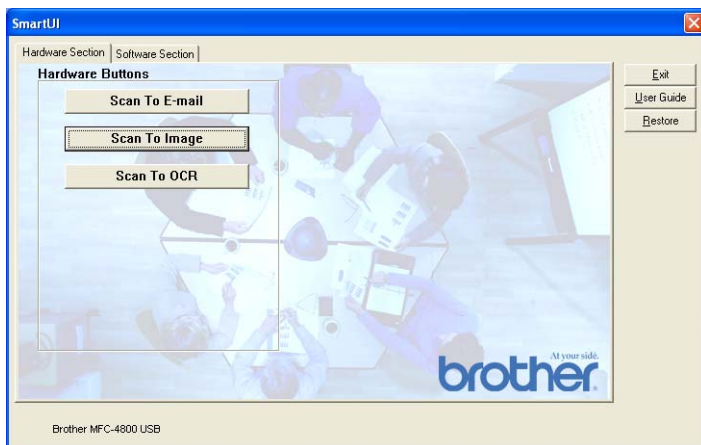 SmartUI
Hardware Section
Software Section
Hardware Buttons
Scan To E-mail
Scan To Image
Scan To OCR
Exit
User Guide
Restore
At your side.
brother
Brother MFC-4800 USB